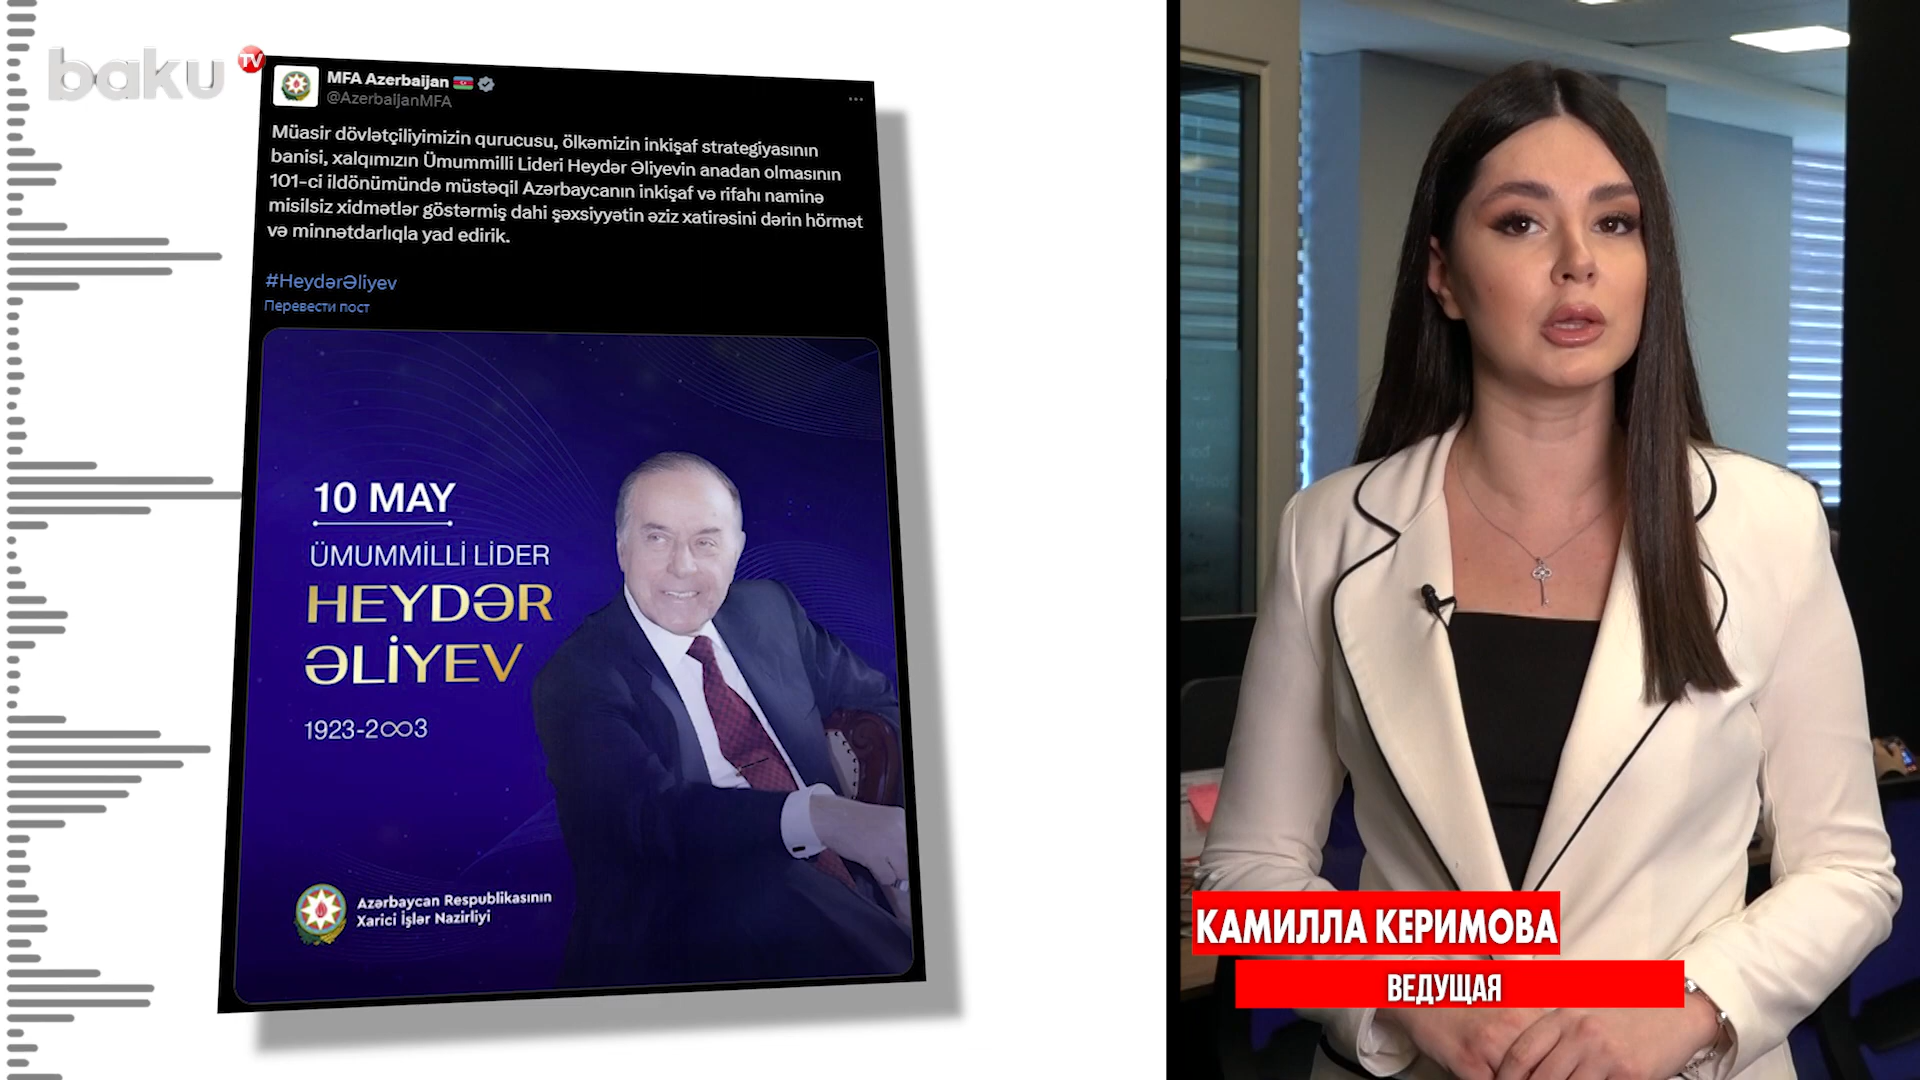 baku TV
MFA Azerbaijan
@AzerbaijanMFA
Müasir dövlətçiliyimizin qurucusu, ölkəmizin inkişaf strategiyasının
banisi, xalqımızın Ümummilli Lideri Heydər Əliyevin anadan olmasının
101-ci ildönümündə müstəqil Azərbaycanın inkişaf və rifahı naminə
misilsiz xidmətlər göstərmiş dahi şəxsiyyətin əziz xatirəsini dərin hörmət
və minnətdarlıqla yad edirik.
#HeydərƏliyev
Перевести пост
10 MAY
ÜMUMMİLLİ LİDER
HEYDƏR
ƏLİYEV
1923-2∞3
Azərbaycan Respublikasının
Xarici İşlər Nazirliyi
КАМИЛЛА КЕРИМОВА
ВЕДУЩАЯ